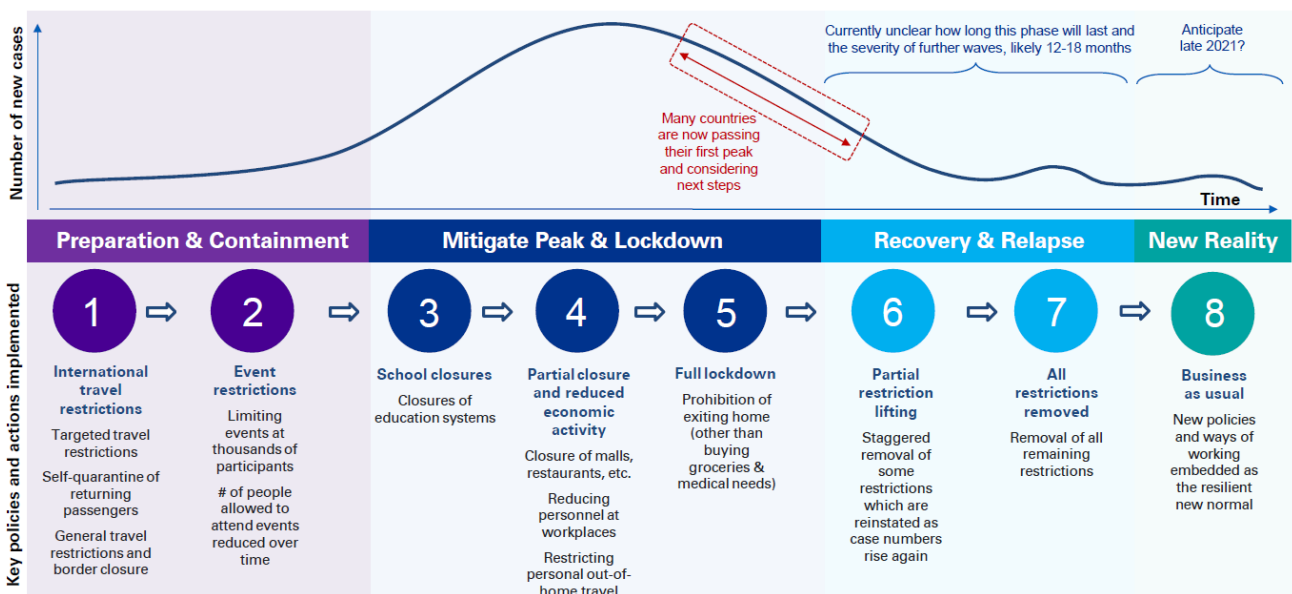 Number of new cases
Currently unclear how long this phase will last and
the severity of further waves, likely 12-18 months
Anticipate
late 2021?
Many countries
are now passing
their first peak
and considering
next steps
Time
Preparation & Containment
Mitigate Peak & Lockdown
Recovery & Relapse
New Reality
Key policies and actions implemented
1
International
travel
restrictions
Targeted travel
restrictions
Self-quarantine of
returning
passengers
General travel
restrictions and
border closure
2
Event
restrictions
Limiting
events at
thousands of
participants
# of people
allowed to
attend events
reduced over
time
3
School closures
Closures of
education systems
4
Partial closure
and reduced
economic
activity
Closure of malls,
restaurants, etc.
Reducing
personnel at
workplaces
Restricting
personal out-of-
home travel
5
Full lockdown
Prohibition of
exiting home
(other than
buying
groceries &
medical needs)
6
Partial
restriction
lifting
Staggered
removal of
some
restrictions
which are
reinstated as
case numbers
rise again
7
All
restrictions
removed
Removal of all
remaining
restrictions
8
Business
as usual
New policies
and ways of
working
embedded as
the resilient
new normal